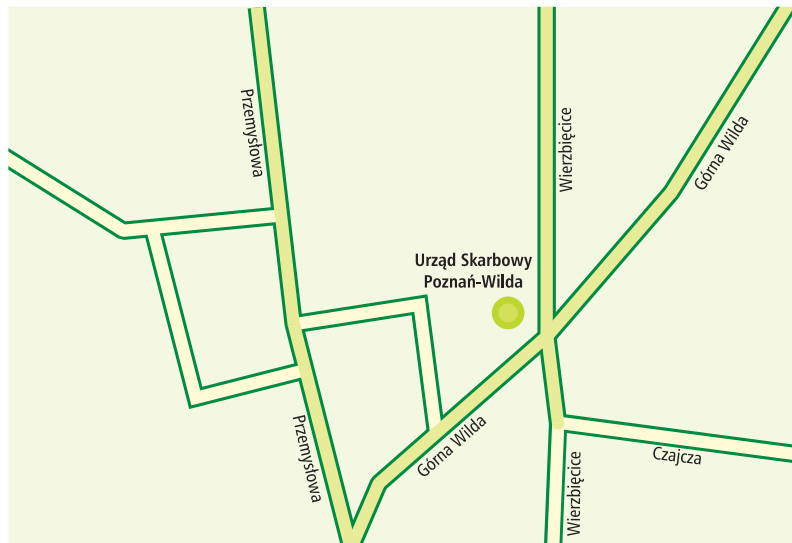 Przemysłowa
Wierzbięcice
Górna Wilda
Urząd Skarbowy
Poznań-Wilda
Przemysłowa
Górna Wilda
Wierzbięcice
Czajcza